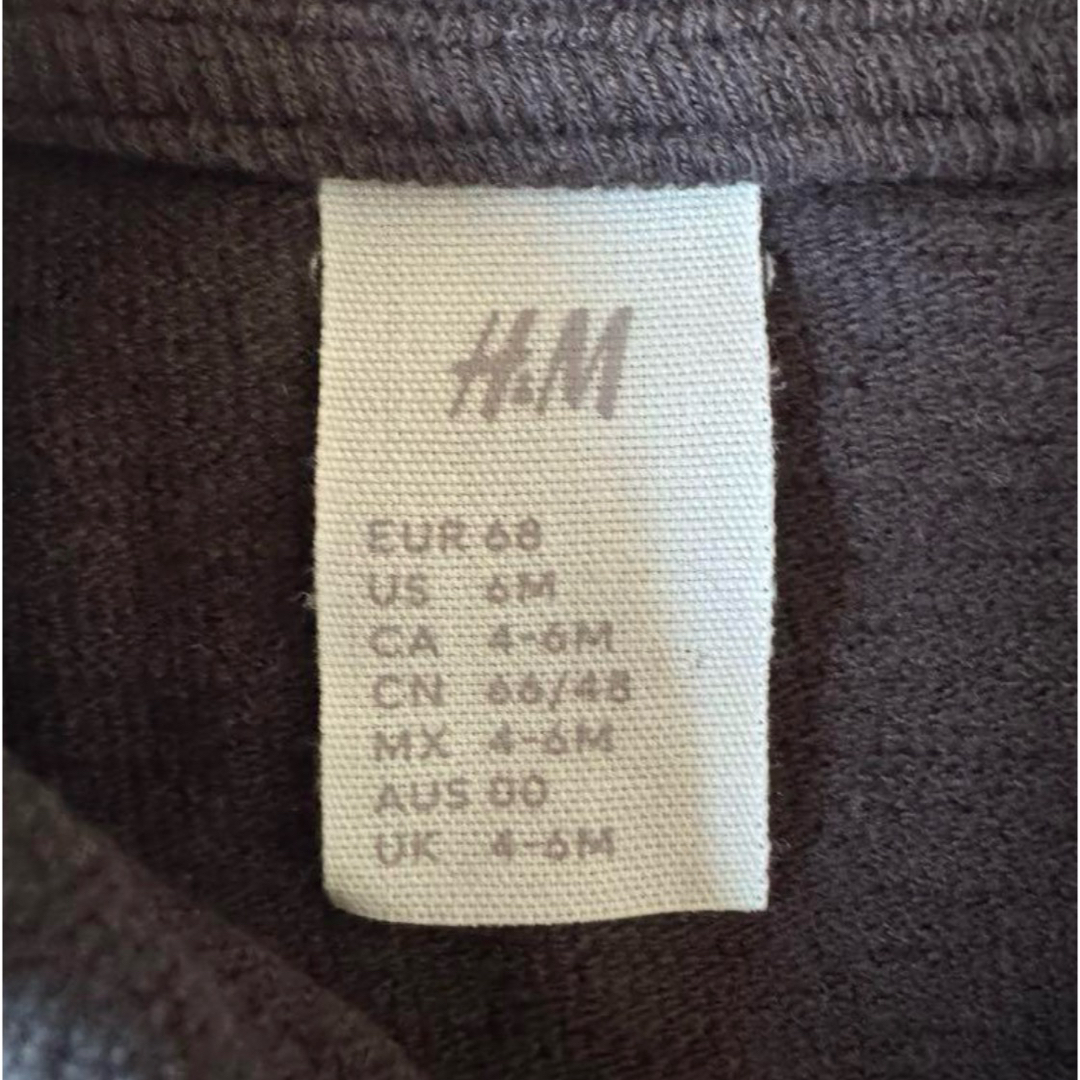 H&M
EUR 68
US 6M
CA 4-6M
CN 66/48
MX 4-6M
AUS 00
UK 4-6M